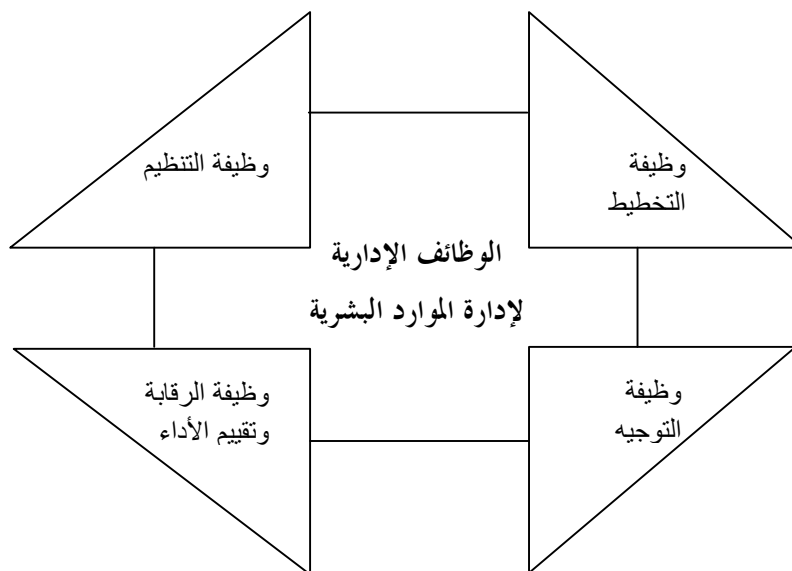 وظيفة
التخطيط
وظيفة التنظيم
الوظائف الإدارية
لإدارة الموارد البشرية
وظيفة
التوجيه
وظيفة الرقابة
وتقييم الأداء